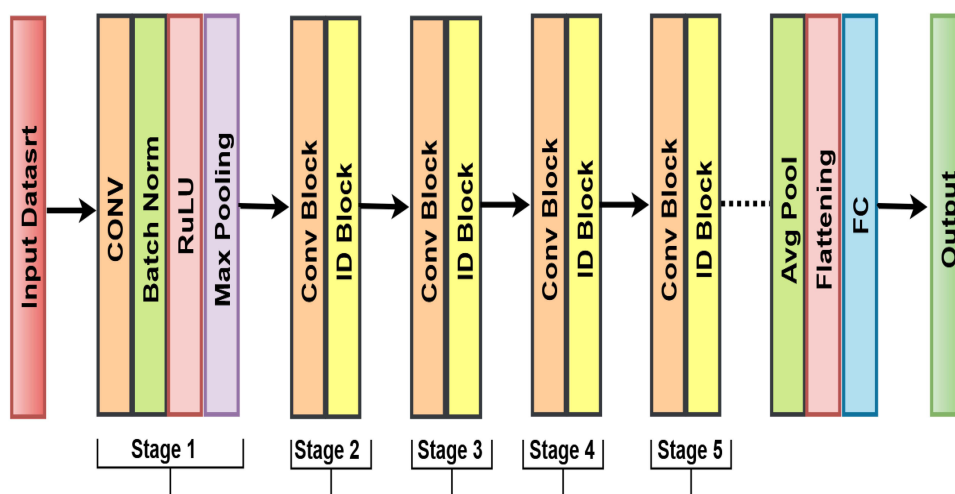 Input Datasrt
CONV
Batch Norm
RuLU
Max Pooling
Conv Block
ID Block
Conv Block
ID Block
Conv Block
ID Block
Conv Block
ID Block
Avg Pool
Flattening
FC
Output
Stage 1
Stage 2
Stage 3
Stage 4
Stage 5